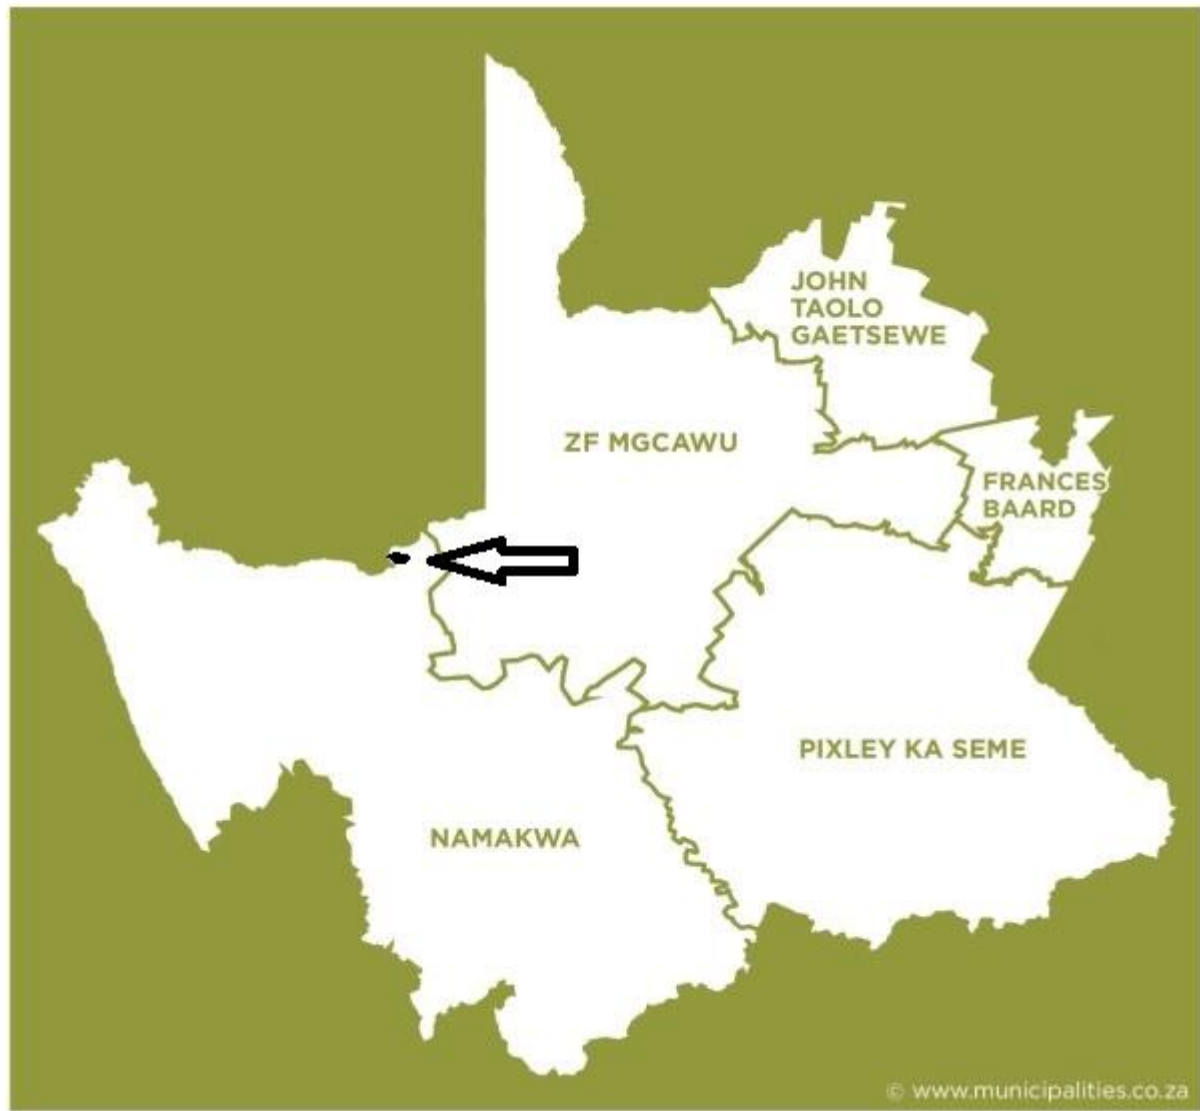 JOHN
TAOLO
GAETSEWE
ZF MGCAWU
FRANCES
BAARD
PIXLEY KA SEME
NAMAKWA
© www.municipalities.co.za